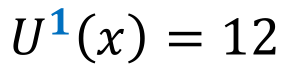 U¹(x) = 12